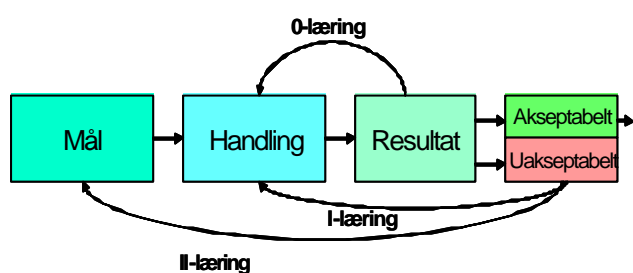 0-læring
Mål
Handling
Resultat
Akseptabelt
Uakseptabelt
I-læring
II-læring